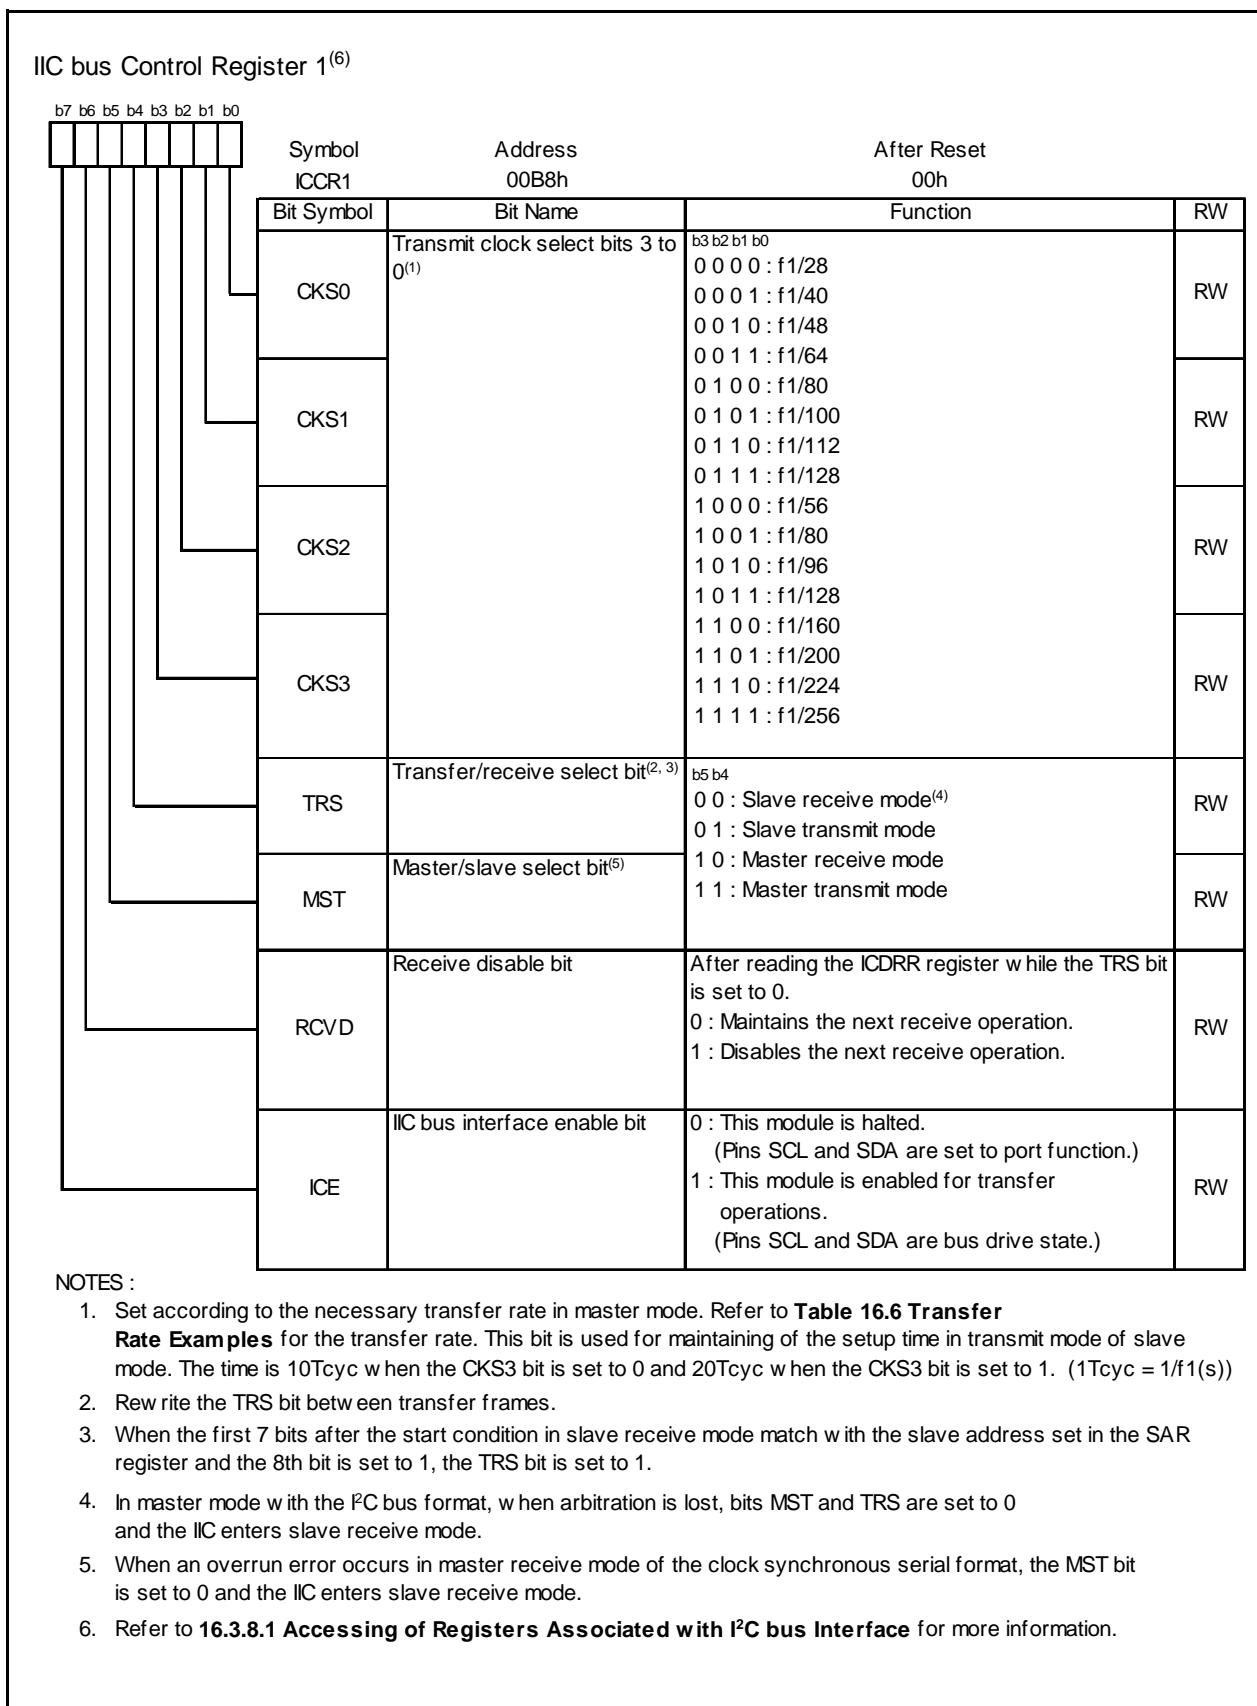 IIC bus Control Register 1(6)
b7 b6 b5 b4 b3 b2 b1 b0
Symbol Address After Reset
ICCR1 00B8h 00h
Bit Symbol Bit Name Function RW
CKS0 Transmit clock select bits 3 to 0(1) RW
b3 b2 b1 b0
0 0 0 0 : f1/28
0 0 0 1 : f1/40
0 0 1 0 : f1/48
0 0 1 1 : f1/64
0 1 0 0 : f1/80
CKS1 0 1 0 1 : f1/100 RW
0 1 1 0 : f1/112
0 1 1 1 : f1/128
1 0 0 0 : f1/56
CKS2 1 0 0 1 : f1/80 RW
1 0 1 0 : f1/96
1 0 1 1 : f1/128
1 1 0 0 : f1/160
1 1 0 1 : f1/200
CKS3 1 1 1 0 : f1/224 RW
1 1 1 1 : f1/256
Transfer/receive select bit(2, 3) b5 b4
TRS 0 0 : Slave receive mode(4) RW
0 1 : Slave transmit mode
Master/slave select bit(5) 1 0 : Master receive mode
MST 1 1 : Master transmit mode RW
Receive disable bit After reading the ICDRR register while the TRS bit
is set to 0.
RCVD 0 : Maintains the next receive operation. RW
1 : Disables the next receive operation.
IIC bus interface enable bit 0 : This module is halted.
(Pins SCL and SDA are set to port function.)
ICE 1 : This module is enabled for transfer RW
operations.
(Pins SCL and SDA are bus drive state.)
NOTES :
1. Set according to the necessary transfer rate in master mode. Refer to Table 16.6 Transfer
Rate Examples for the transfer rate. This bit is used for maintaining of the setup time in transmit mode of slave
mode. The time is 10Tcyc when the CKS3 bit is set to 0 and 20Tcyc when the CKS3 bit is set to 1. (1Tcyc = 1/f1(s))
2. Rewrite the TRS bit between transfer frames.
3. When the first 7 bits after the start condition in slave receive mode match with the slave address set in the SAR
register and the 8th bit is set to 1, the TRS bit is set to 1.
4. In master mode with the I²C bus format, when arbitration is lost, bits MST and TRS are set to 0
and the IIC enters slave receive mode.
5. When an overrun error occurs in master receive mode of the clock synchronous serial format, the MST bit
is set to 0 and the IIC enters slave receive mode.
6. Refer to 16.3.8.1 Accessing of Registers Associated with I²C bus Interface for more information.